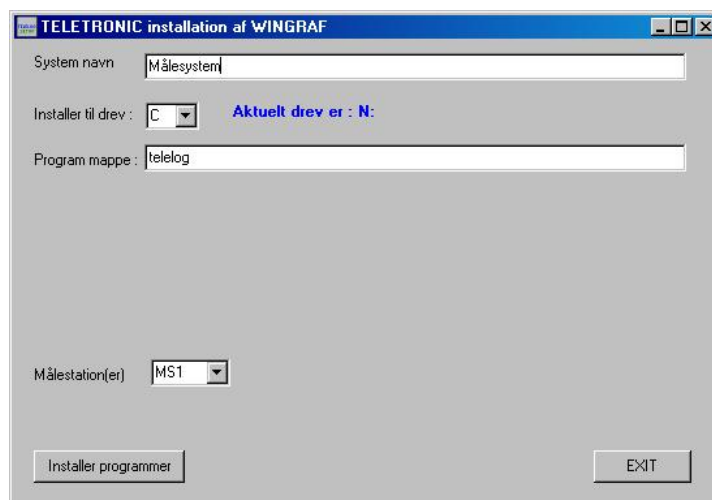 TELETRONIC installation af WINGRAF
System navn Målesystem
Installer til drev : C Aktuelt drev er : N:
Program mappe : telelog
Målestation(er) MS1
Installer programmer EXIT